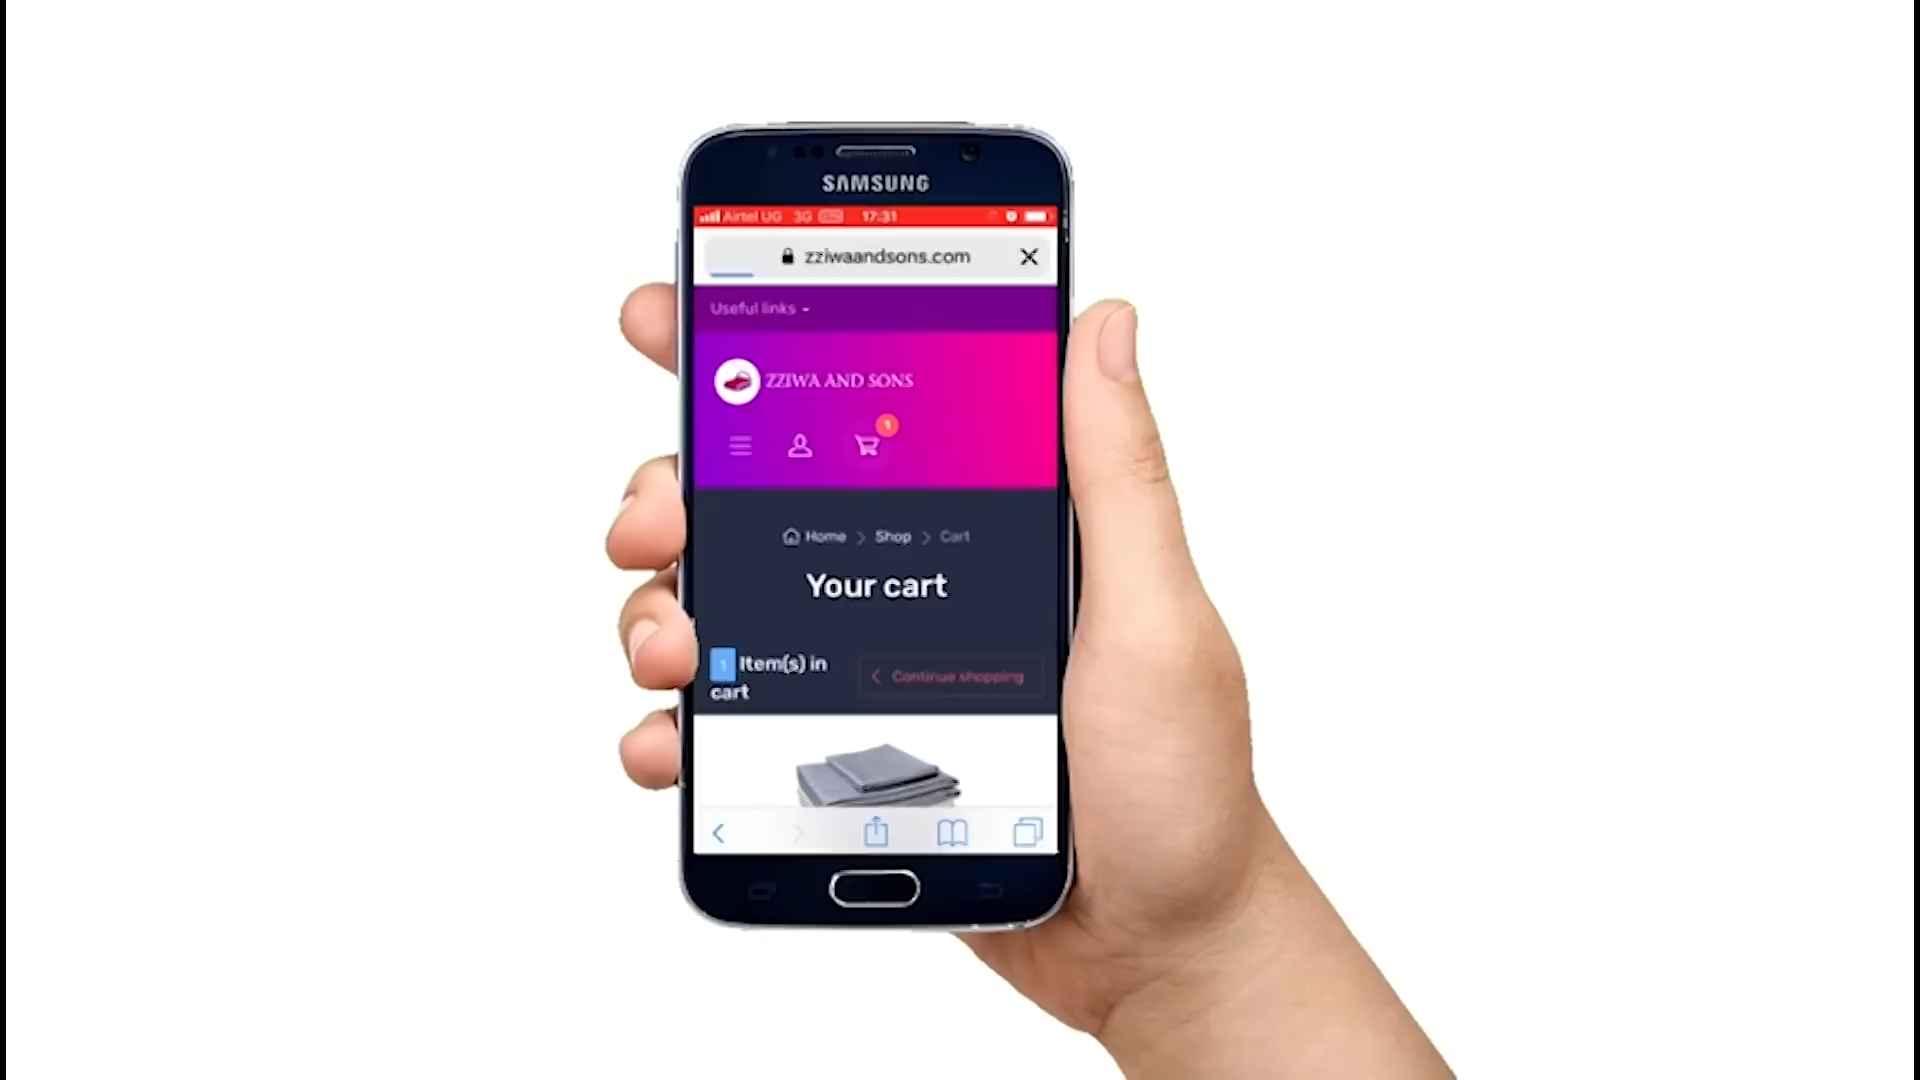 SAMSUNG
Airtel UG 3G 17:31
zziwaandsons.com
Useful links
ZZIWA AND SONS
1
Home > Shop > Cart
Your cart
1 Item(s) in
cart
Continue shopping